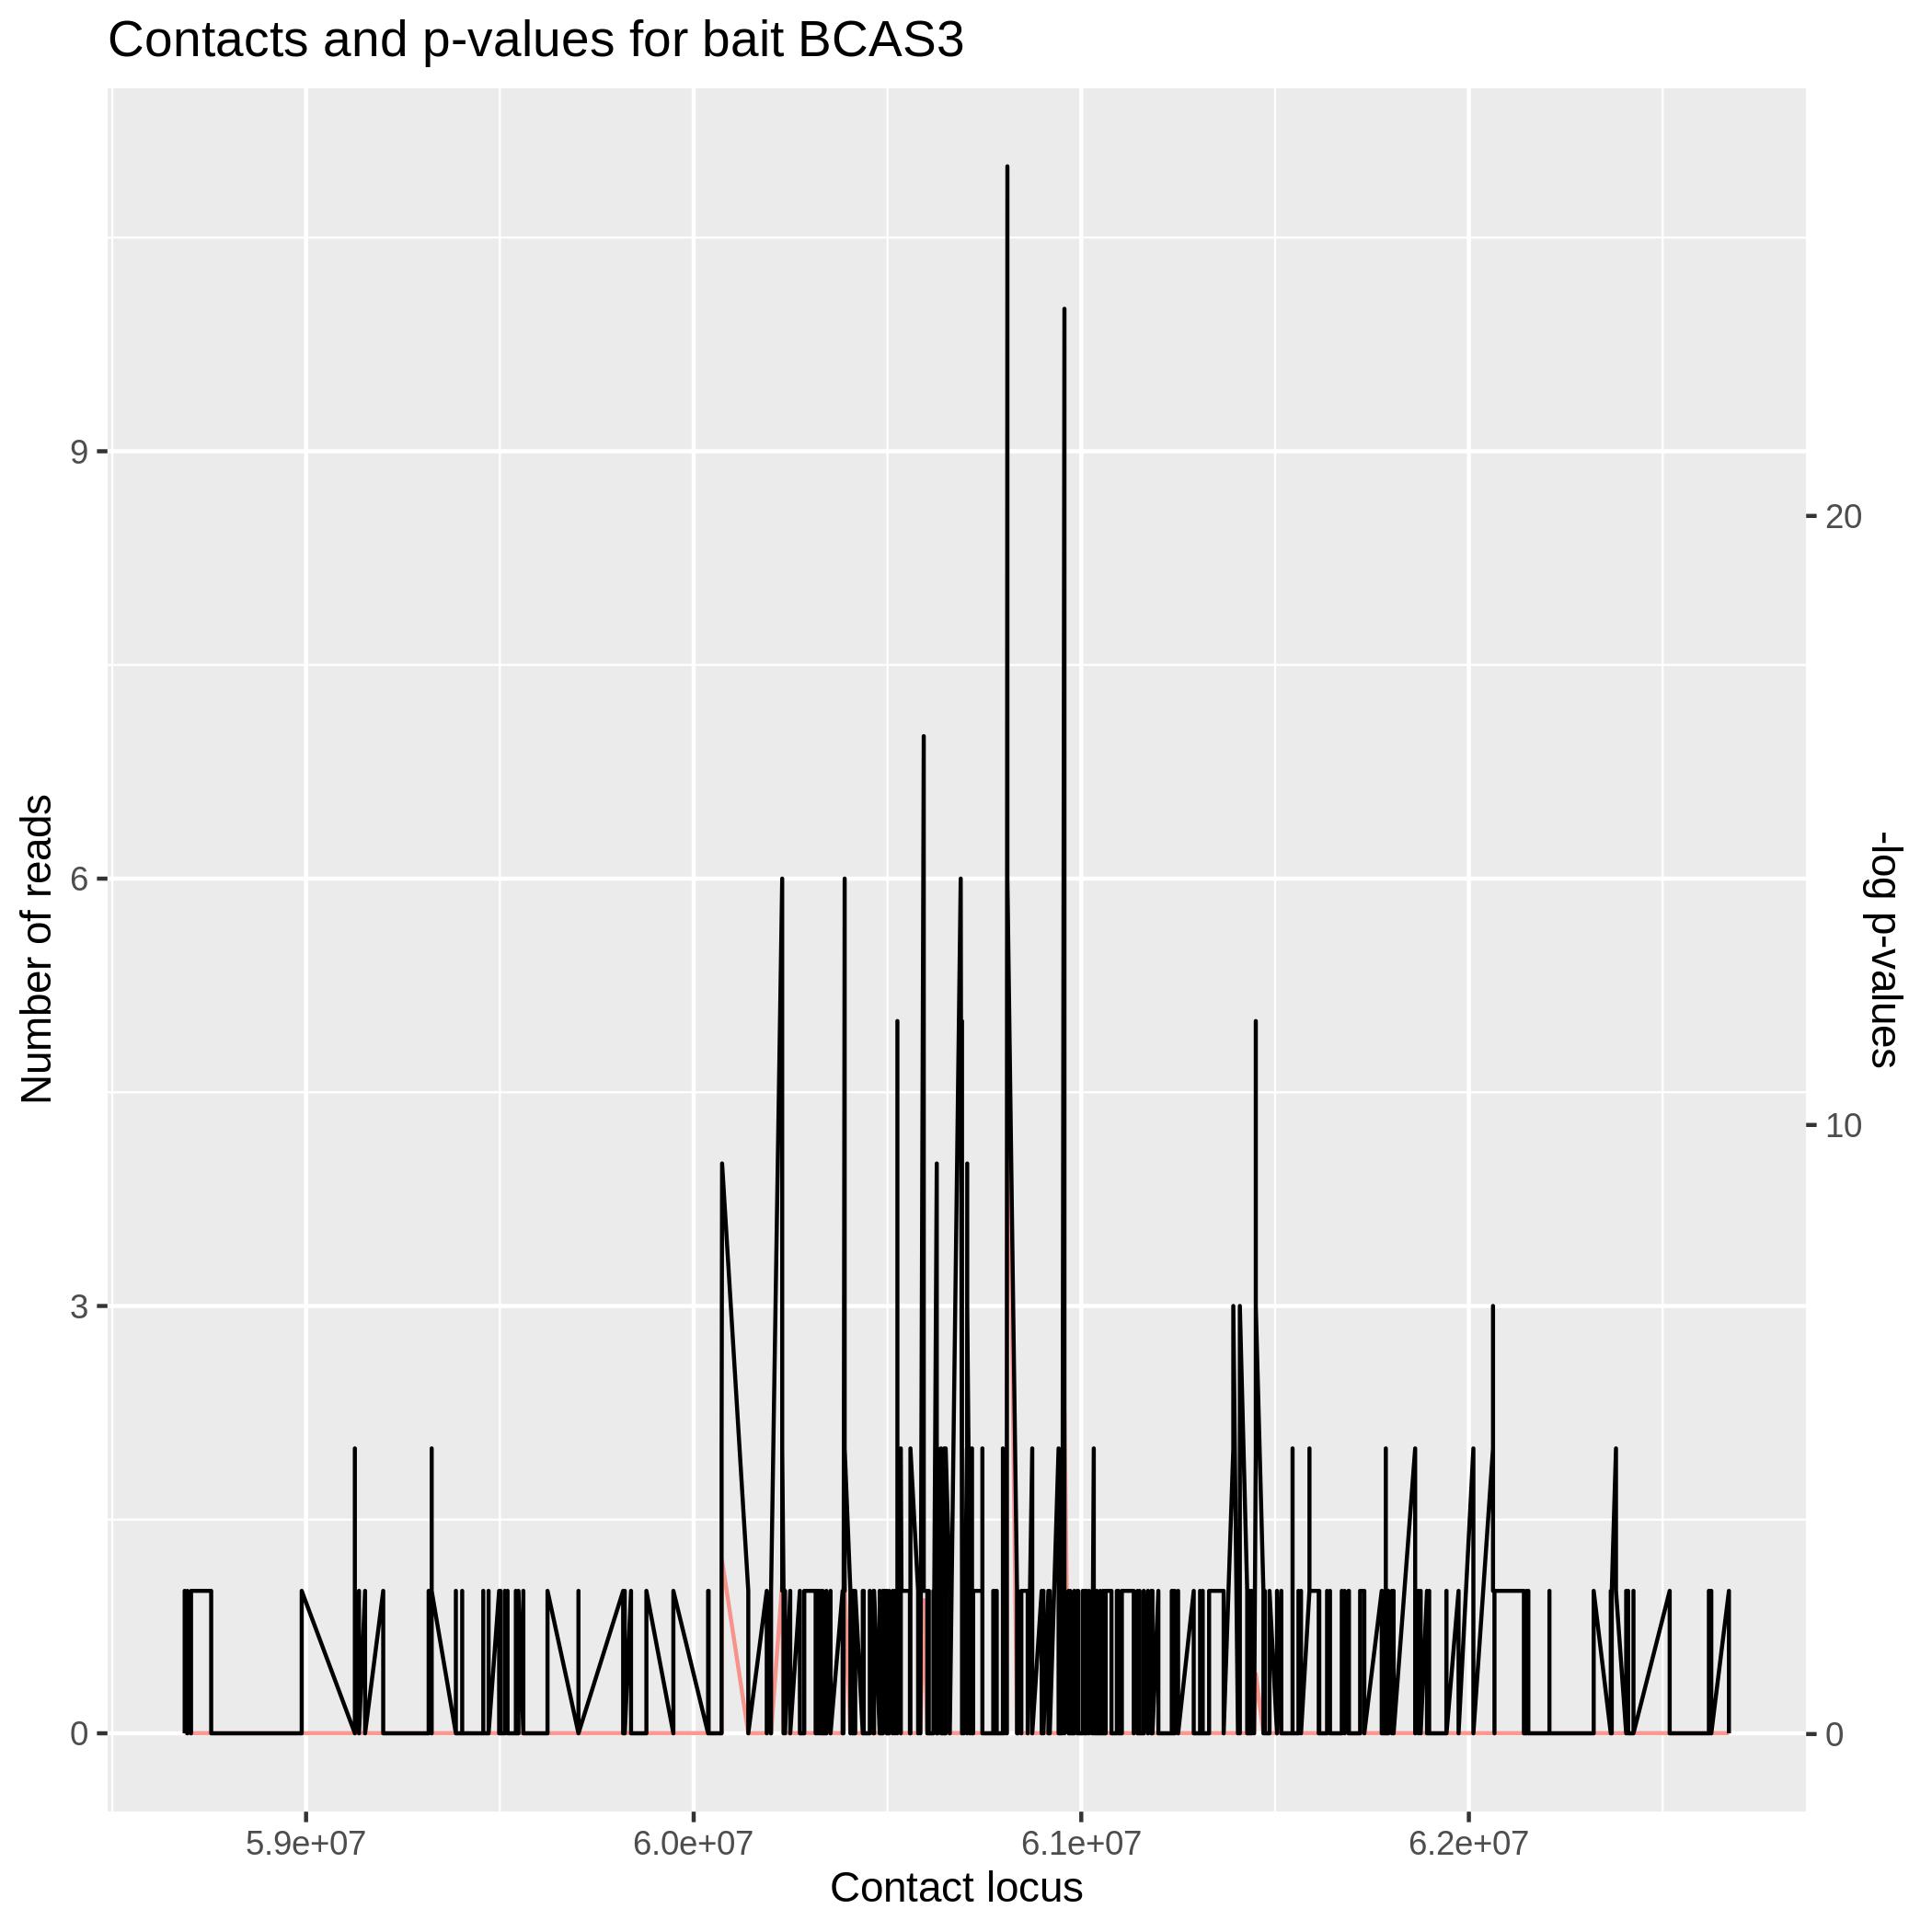 Contacts and p-values for bait BCAS3
9
6
3
0
Number of reads
20
10
0
-log p-values
5.9e+07
6.0e+07
6.1e+07
6.2e+07
Contact locus